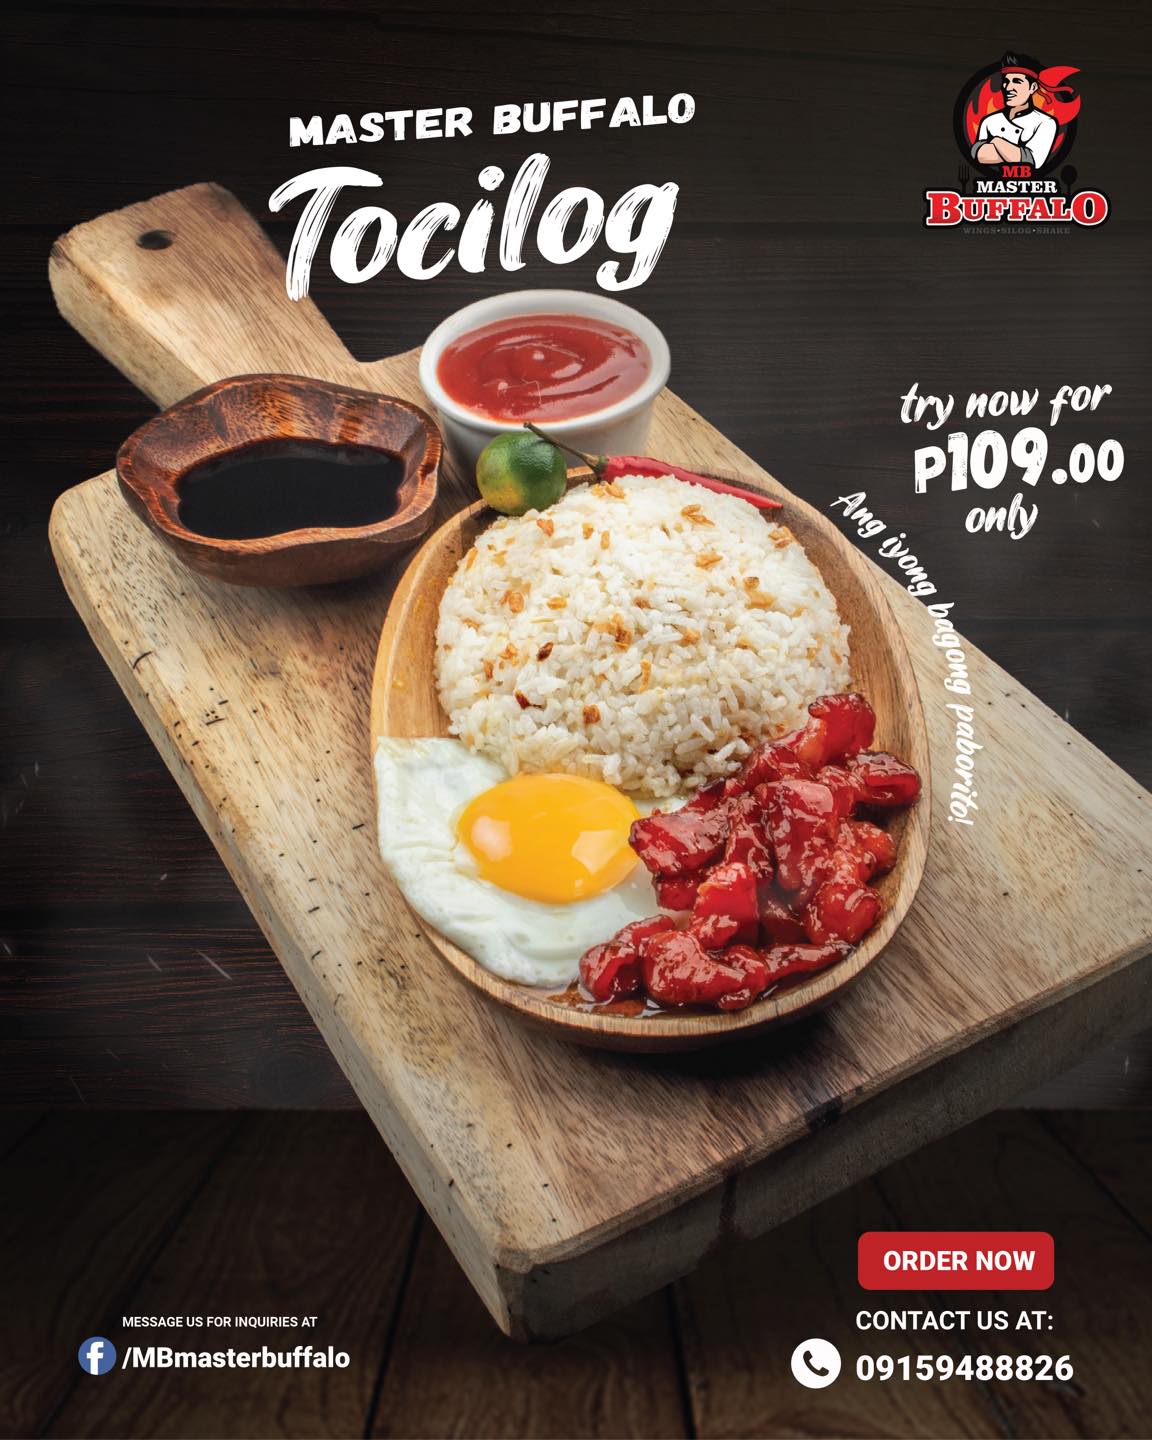 MASTER BUFFALO
Tocilog
MB
MASTER
BUFFALO
WINGS•SILOG•SHAKE
try now for
P109.00
only
Ang iyong bagong paborito!
ORDER NOW
MESSAGE US FOR INQUIRIES AT
/MBmasterbuffalo
CONTACT US AT:
09159488826